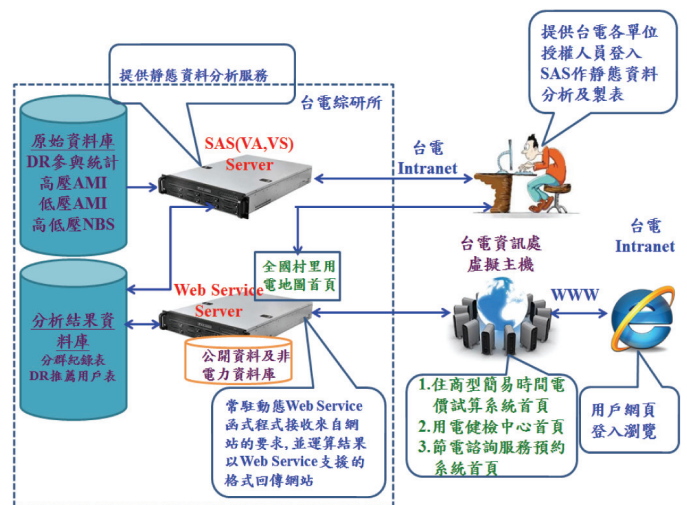 提供靜態資料分析服務
台電綜研所
原始資料庫
DR參與統計
高壓AMI
低壓AMI
高低壓NBS
SAS(VA,VS)
Server
台電
Intranet
提供台電各單位
授權人員登入
SAS作靜態資料
分析及製表
分析結果資
料庫
分群紀錄表
DR推薦用戶表
Web Service
Server
全國村里用
電地圖首頁
公開資料及非
電力資料庫
常駐動態Web Service
函式程式接收來自網
站的要求,並運算結果
以Web Service支援的
格式回傳網站
台電資訊處
虛擬主機
WWW
台電
Intranet
1.住商型簡易時間電
價試算系統首頁
2.用電健檢中心首頁
3.節電諮詢服務預約
系統首頁
用戶網頁
登入瀏覽